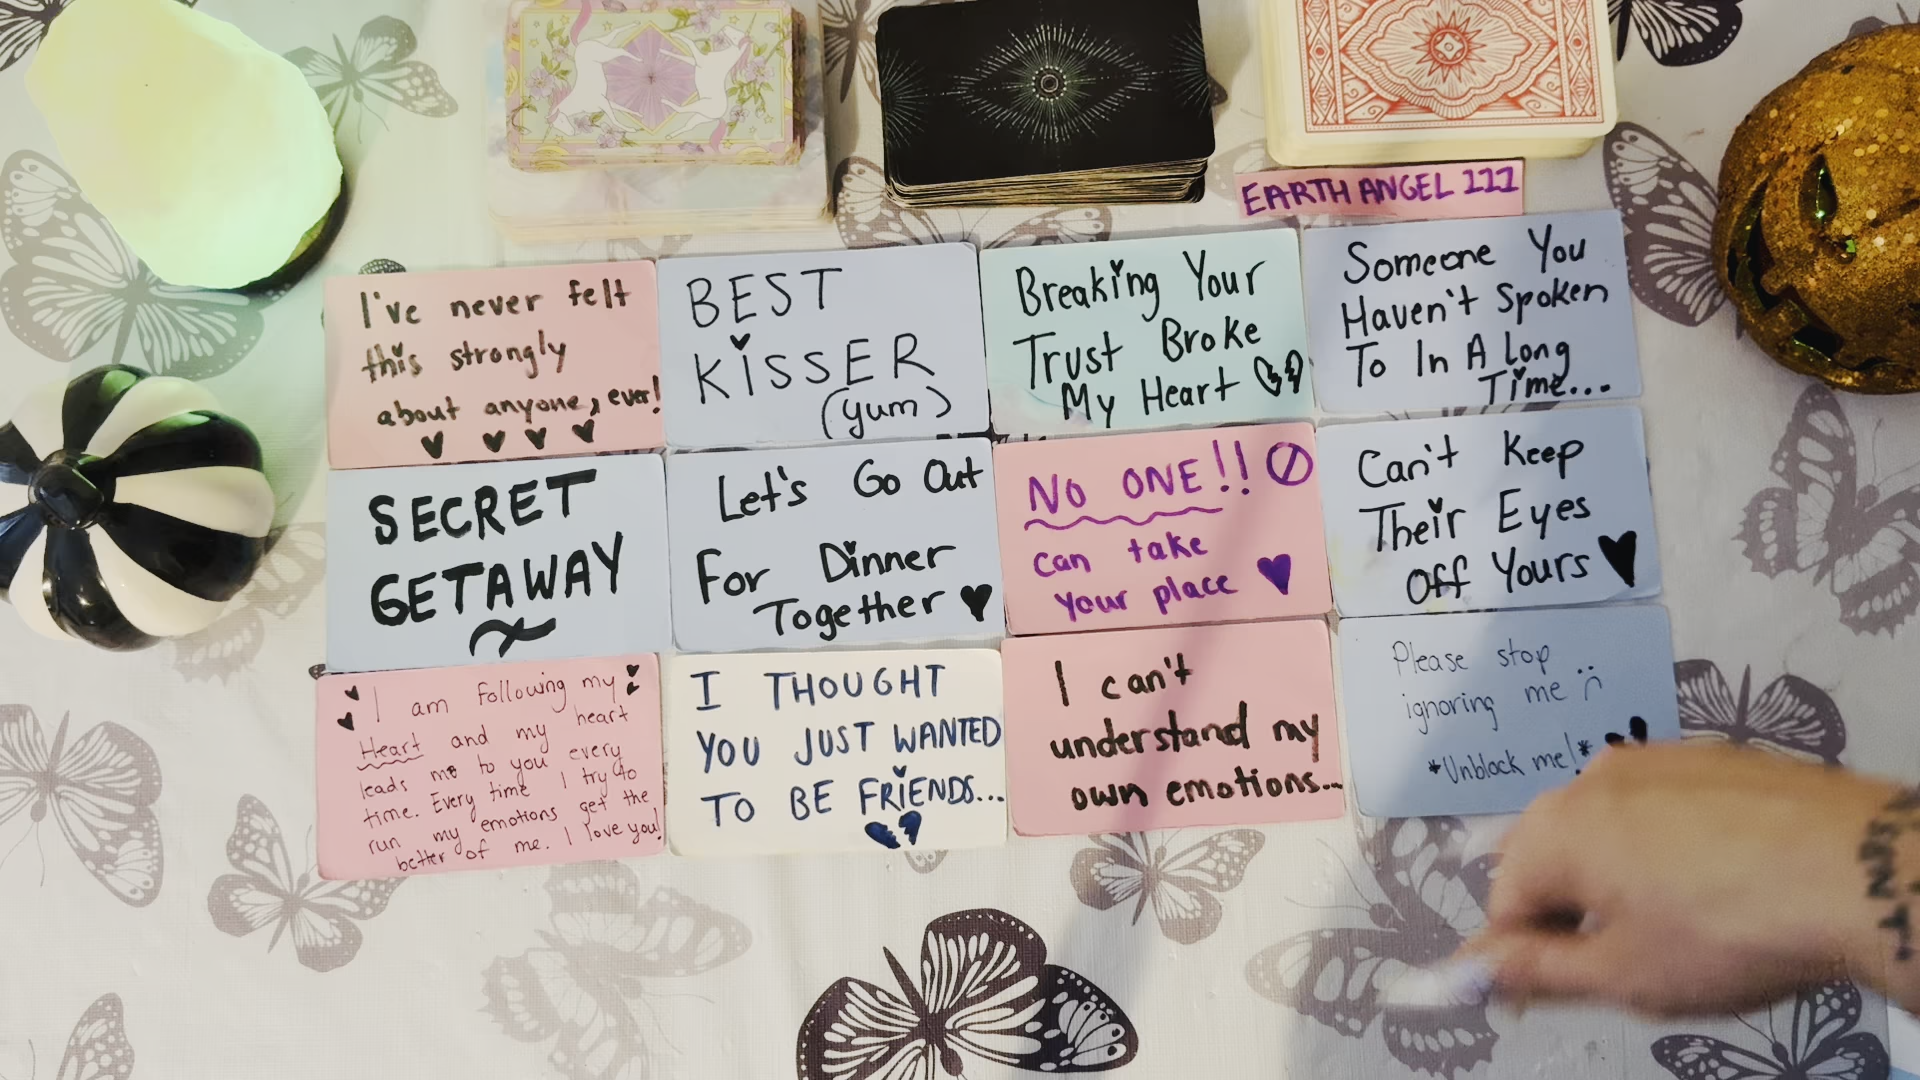 EARTH ANGEL 111
I've never felt
this strongly
about anyone, ever!
BEST
KiSSER
(yum)
Breaking Your
Trust Broke
My Heart
Someone You
Haven't Spoken
To In A Long
Time...
SECRET
GETAWAY
Let's Go Out
For Dinner
Together
NO ONE!!
can take
your place
Can't Keep
Their Eyes
Off Yours
I am following my
Heart and my heart
leads me to you every
time. Every time I try to
run my emotions get the
better of me. I love you!
I THOUGHT
YOU JUST WANTED
TO BE FRiENDS...
I can't
understand my
own emotions...
Please stop
ignoring me :(
*Unblock me!*